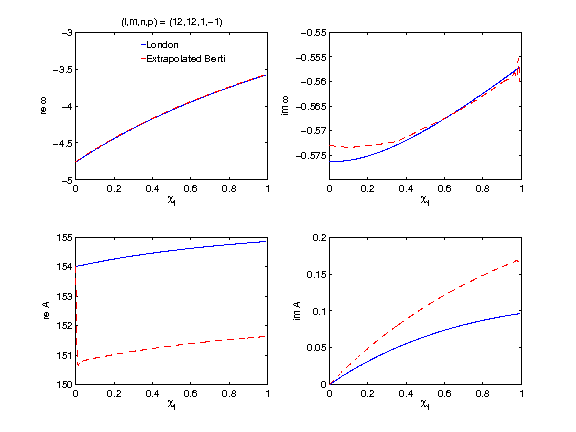 (l,m,n,p) = (12,12,1,−1)
−3
−3.5
−4
−4.5
−5
re ω
London
Extrapolated Berti
0 0.2 0.4 0.6 0.8 1
χf
−0.55
−0.555
−0.56
−0.565
−0.57
−0.575
im ω
0 0.2 0.4 0.6 0.8 1
χf
155
154
153
152
151
150
re A
0 0.2 0.4 0.6 0.8 1
χf
0.2
0.15
0.1
0.05
0
im A
0 0.2 0.4 0.6 0.8 1
χf